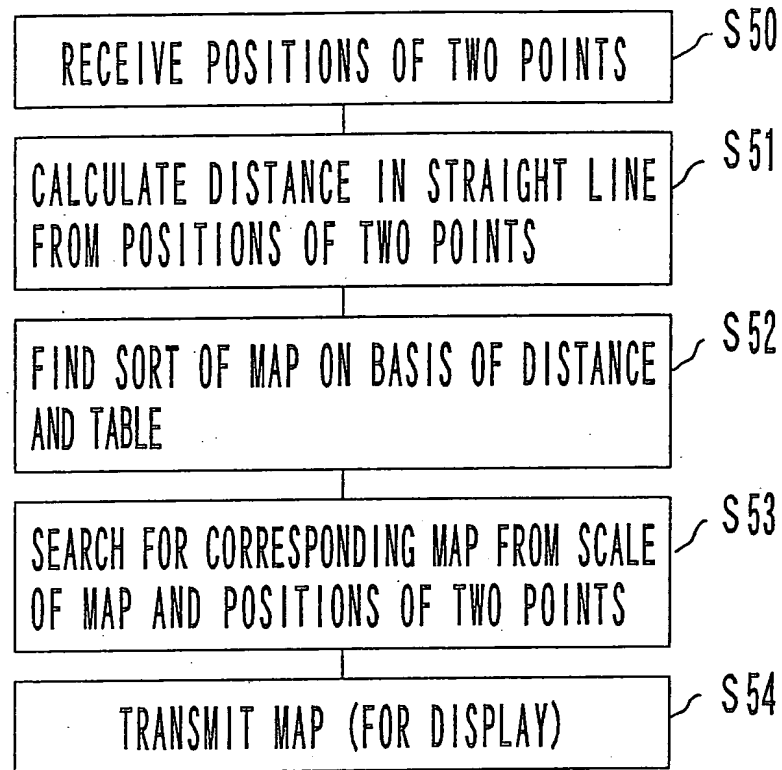 RECEIVE POSITIONS OF TWO POINTS
S50
CALCULATE DISTANCE IN STRAIGHT LINE
FROM POSITIONS OF TWO POINTS
S51
FIND SORT OF MAP ON BASIS OF DISTANCE
AND TABLE
S52
SEARCH FOR CORRESPONDING MAP FROM SCALE
OF MAP AND POSITIONS OF TWO POINTS
S53
TRANSMIT MAP (FOR DISPLAY)
S54